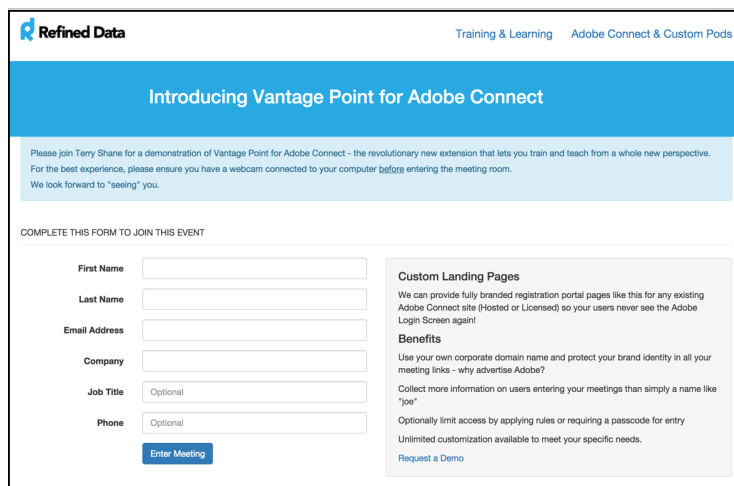 Refined Data
Training & Learning
Adobe Connect & Custom Pods
Introducing Vantage Point for Adobe Connect
Please join Terry Shane for a demonstration of Vantage Point for Adobe Connect - the revolutionary new extension that lets you train and teach from a whole new perspective.
For the best experience, please ensure you have a webcam connected to your computer before entering the meeting room.
We look forward to "seeing" you.
COMPLETE THIS FORM TO JOIN THIS EVENT
First Name
Last Name
Email Address
Company
Job Title
Optional
Phone
Optional
Enter Meeting
Custom Landing Pages
We can provide fully branded registration portal pages like this for any existing
Adobe Connect site (Hosted or Licensed) so your users never see the Adobe
Login Screen again!
Benefits
Use your own corporate domain name and protect your brand identity in all your
meeting links - why advertise Adobe?
Collect more information on users entering your meetings than simply a name like
"joe"
Optionally limit access by applying rules or requiring a passcode for entry
Unlimited customization available to meet your specific needs.
Request a Demo